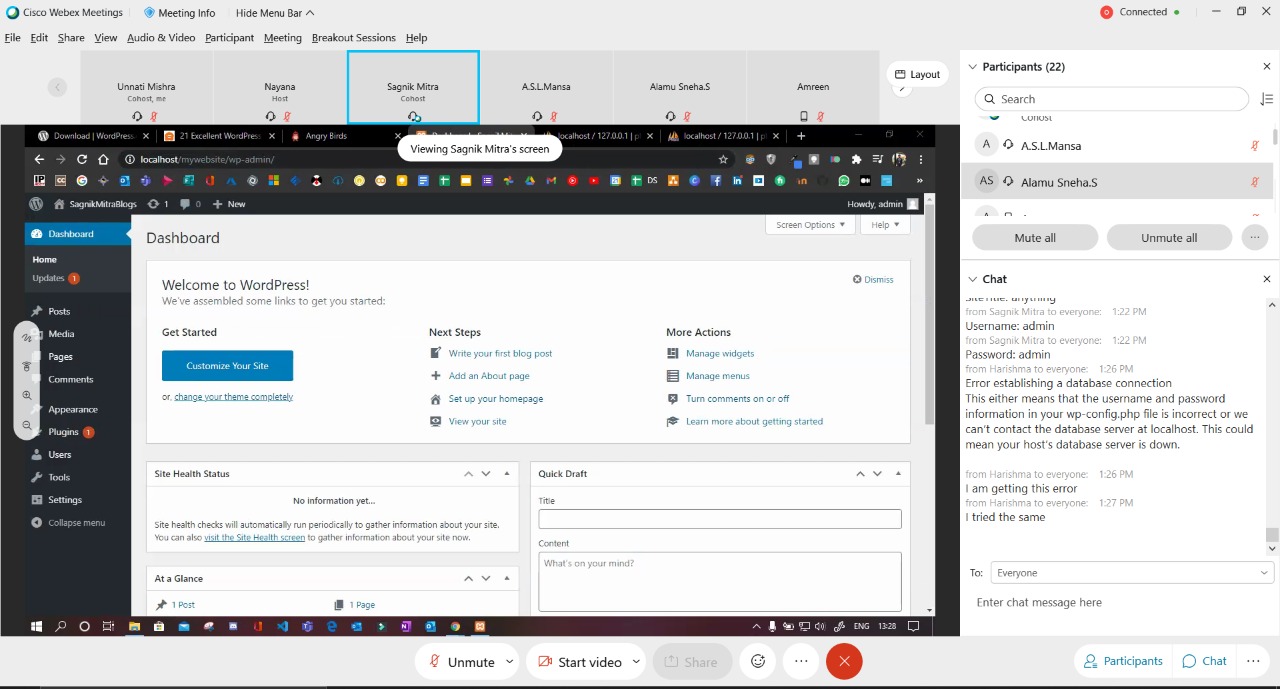 Cisco Webex Meetings
Meeting Info
Hide Menu Bar
Connected
File Edit Share View Audio & Video Participant Meeting Breakout Sessions Help
Unnati Mishra
Cohost, me
Nayana
Host
Sagnik Mitra
Cohost
A.S.L.Mansa
Alamu Sneha.S
Amreen
Layout
Download | WordPress
21 Excellent WordPress
Angry Birds
localhost / 127.0.0.1 | p
localhost / 127.0.0.1 | p
Viewing Sagnik Mitra's screen
localhost/mywebsite/wp-admin/
DS
SagnikMitraBlogs 1 0 New
Howdy, admin
Dashboard
Home
Updates 1
Posts
Media
Pages
Comments
Appearance
Plugins 1
Users
Tools
Settings
Collapse menu
Dashboard
Screen Options
Help
Welcome to WordPress!
Dismiss
We've assembled some links to get you started:
Get Started
Customize Your Site
or, change your theme completely
Next Steps
Write your first blog post
Add an About page
Set up your homepage
View your site
More Actions
Manage widgets
Manage menus
Turn comments on or off
Learn more about getting started
Site Health Status
No information yet...
Site health checks will automatically run periodically to gather information about your site.
You can also visit the Site Health screen to gather information about your site now.
At a Glance
1 Post
1 Page
Quick Draft
Title
Content
What's on your mind?
ENG 13:28
Participants (22)
Search
Cohost
A A.S.L.Mansa
AS Alamu Sneha.S
Mute all
Unmute all
Chat
SiteTitle: anything
from Sagnik Mitra to everyone: 1:22 PM
Username: admin
from Sagnik Mitra to everyone: 1:22 PM
Password: admin
from Harishma to everyone: 1:26 PM
Error establishing a database connection
This either means that the username and password
information in your wp-config.php file is incorrect or we
can't contact the database server at localhost. This could
mean your host's database server is down.
from Harishma to everyone: 1:26 PM
I am getting this error
from Harishma to everyone: 1:27 PM
I tried the same
To: Everyone
Enter chat message here
Unmute
Start video
Share
Participants
Chat